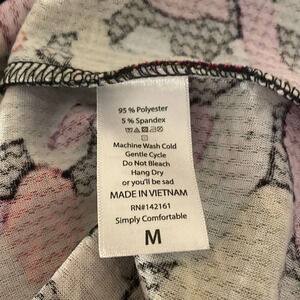 95 % Polyester
5 % Spandex
Machine Wash Cold
Gentle Cycle
Do Not Bleach
Hang Dry
or you'll be sad
MADE IN VIETNAM
RN#142161
Simply Comfortable
M